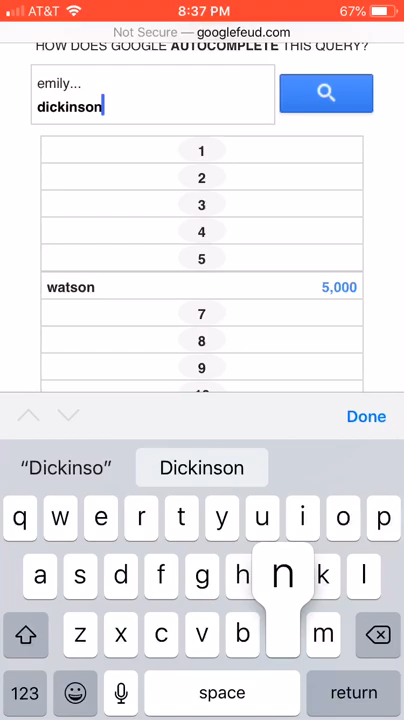 AT&T 8:37 PM 67%
Not Secure — googlefeud.com
HOW DOES GOOGLE AUTOCOMPLETE THIS QUERY?
emily...
dickinson
1
2
3
4
5
watson 5,000
7
8
9
10
Done
“Dickinso” Dickinson
q w e r t y u i o p
a s d f g h n k l
z x c v b m
123 space return